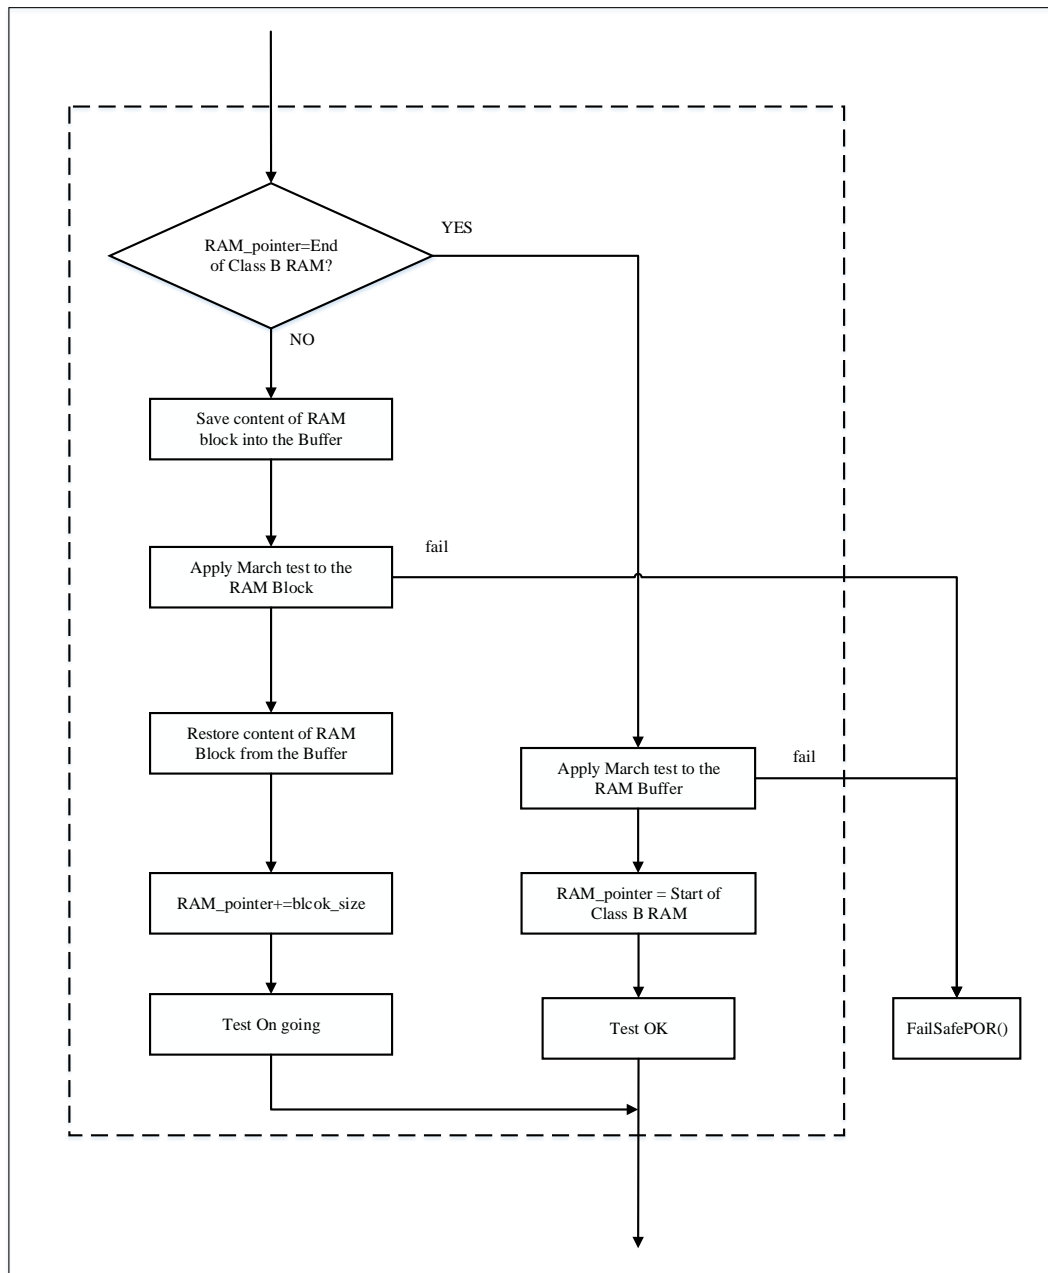 RAM_pointer=End
of Class B RAM?
YES
NO
Save content of RAM
block into the Buffer
Apply March test to the
RAM Block
fail
Restore content of RAM
Block from the Buffer
Apply March test to the
RAM Buffer
fail
RAM_pointer+=blcok_size
RAM_pointer = Start of
Class B RAM
Test On going
Test OK
FailSafePOR()